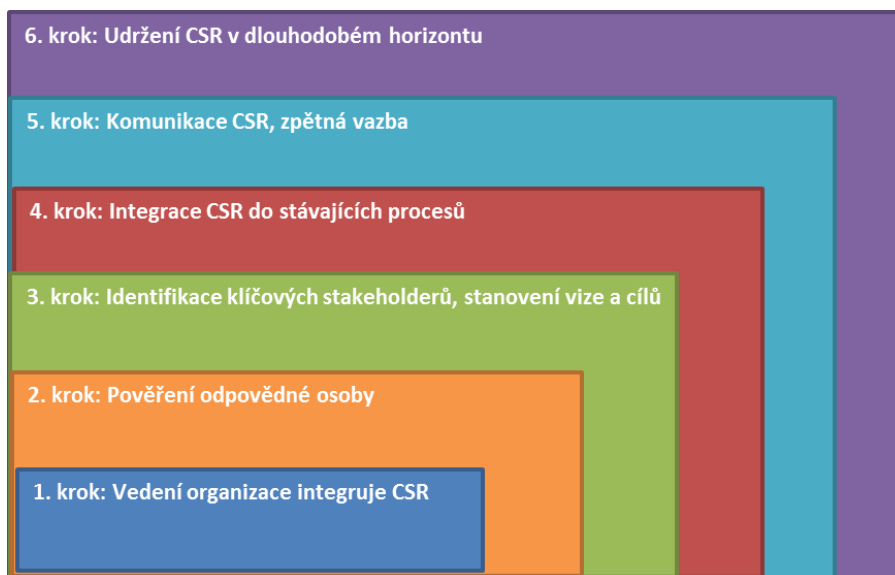 6. krok: Udržení CSR v dlouhodobém horizontu
5. krok: Komunikace CSR, zpětná vazba
4. krok: Integrace CSR do stávajících procesů
3. krok: Identifikace klíčových stakeholderů, stanovení vize a cílů
2. krok: Pověření odpovědné osoby
1. krok: Vedení organizace integruje CSR